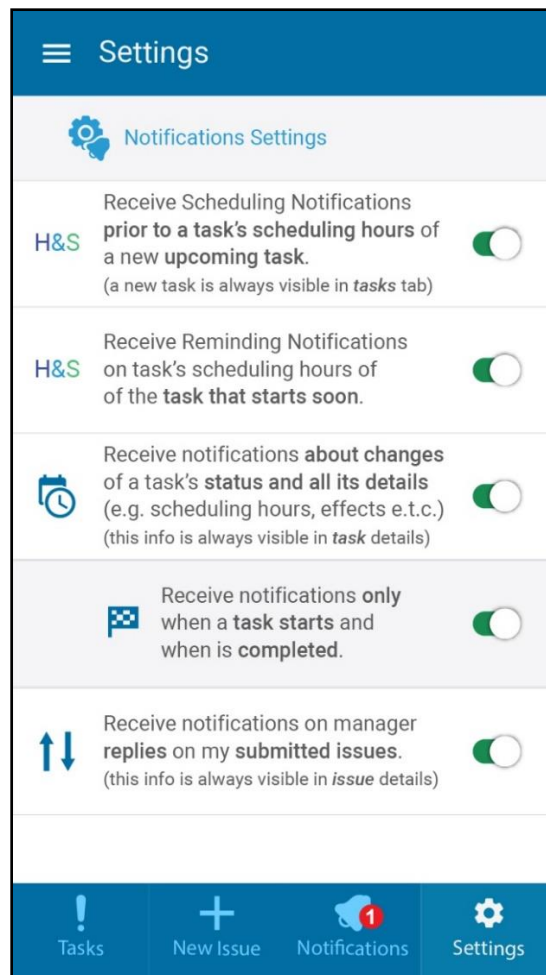 Settings
Notifications Settings
Receive Scheduling Notifications
prior to a task's scheduling hours of
H&S
a new upcoming task.
(a new task is always visible in tasks tab)
Receive Reminding Notifications
H&S
on task's scheduling hours of
of the task that starts soon.
Receive notifications about changes
of a task's status and all its details
(e.g. scheduling hours, effects e.t.c.)
(this info is always visible in task details)
Receive notifications only
when a task starts and
when is completed.
Receive notifications on manager
replies on my submitted issues.
(this info is always visible in issue details)
1
Tasks
New Issue
Notifications
Settings